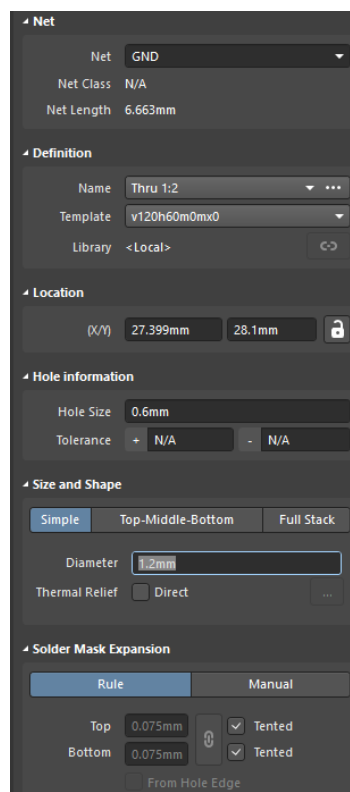 Net
Net GND
Net Class N/A
Net Length 6.663mm
Definition
Name Thru 1:2 ...
Template v120h60m0mx0
Library <Local>
Location
(X/Y) 27.399mm 28.1mm
Hole information
Hole Size 0.6mm
Tolerance + N/A - N/A
Size and Shape
Simple Top-Middle-Bottom Full Stack
Diameter 1.2mm
Thermal Relief Direct ...
Solder Mask Expansion
Rule Manual
Top 0.075mm Tented
Bottom 0.075mm Tented
From Hole Edge